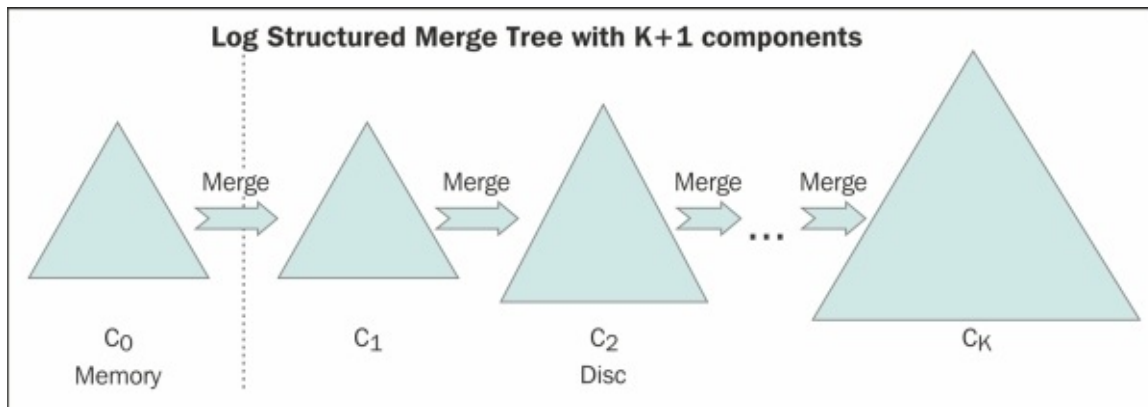 Log Structured Merge Tree with K+1 components
Merge
Merge
Merge
Merge
...
C0
C1
C2
CK
Memory
Disc